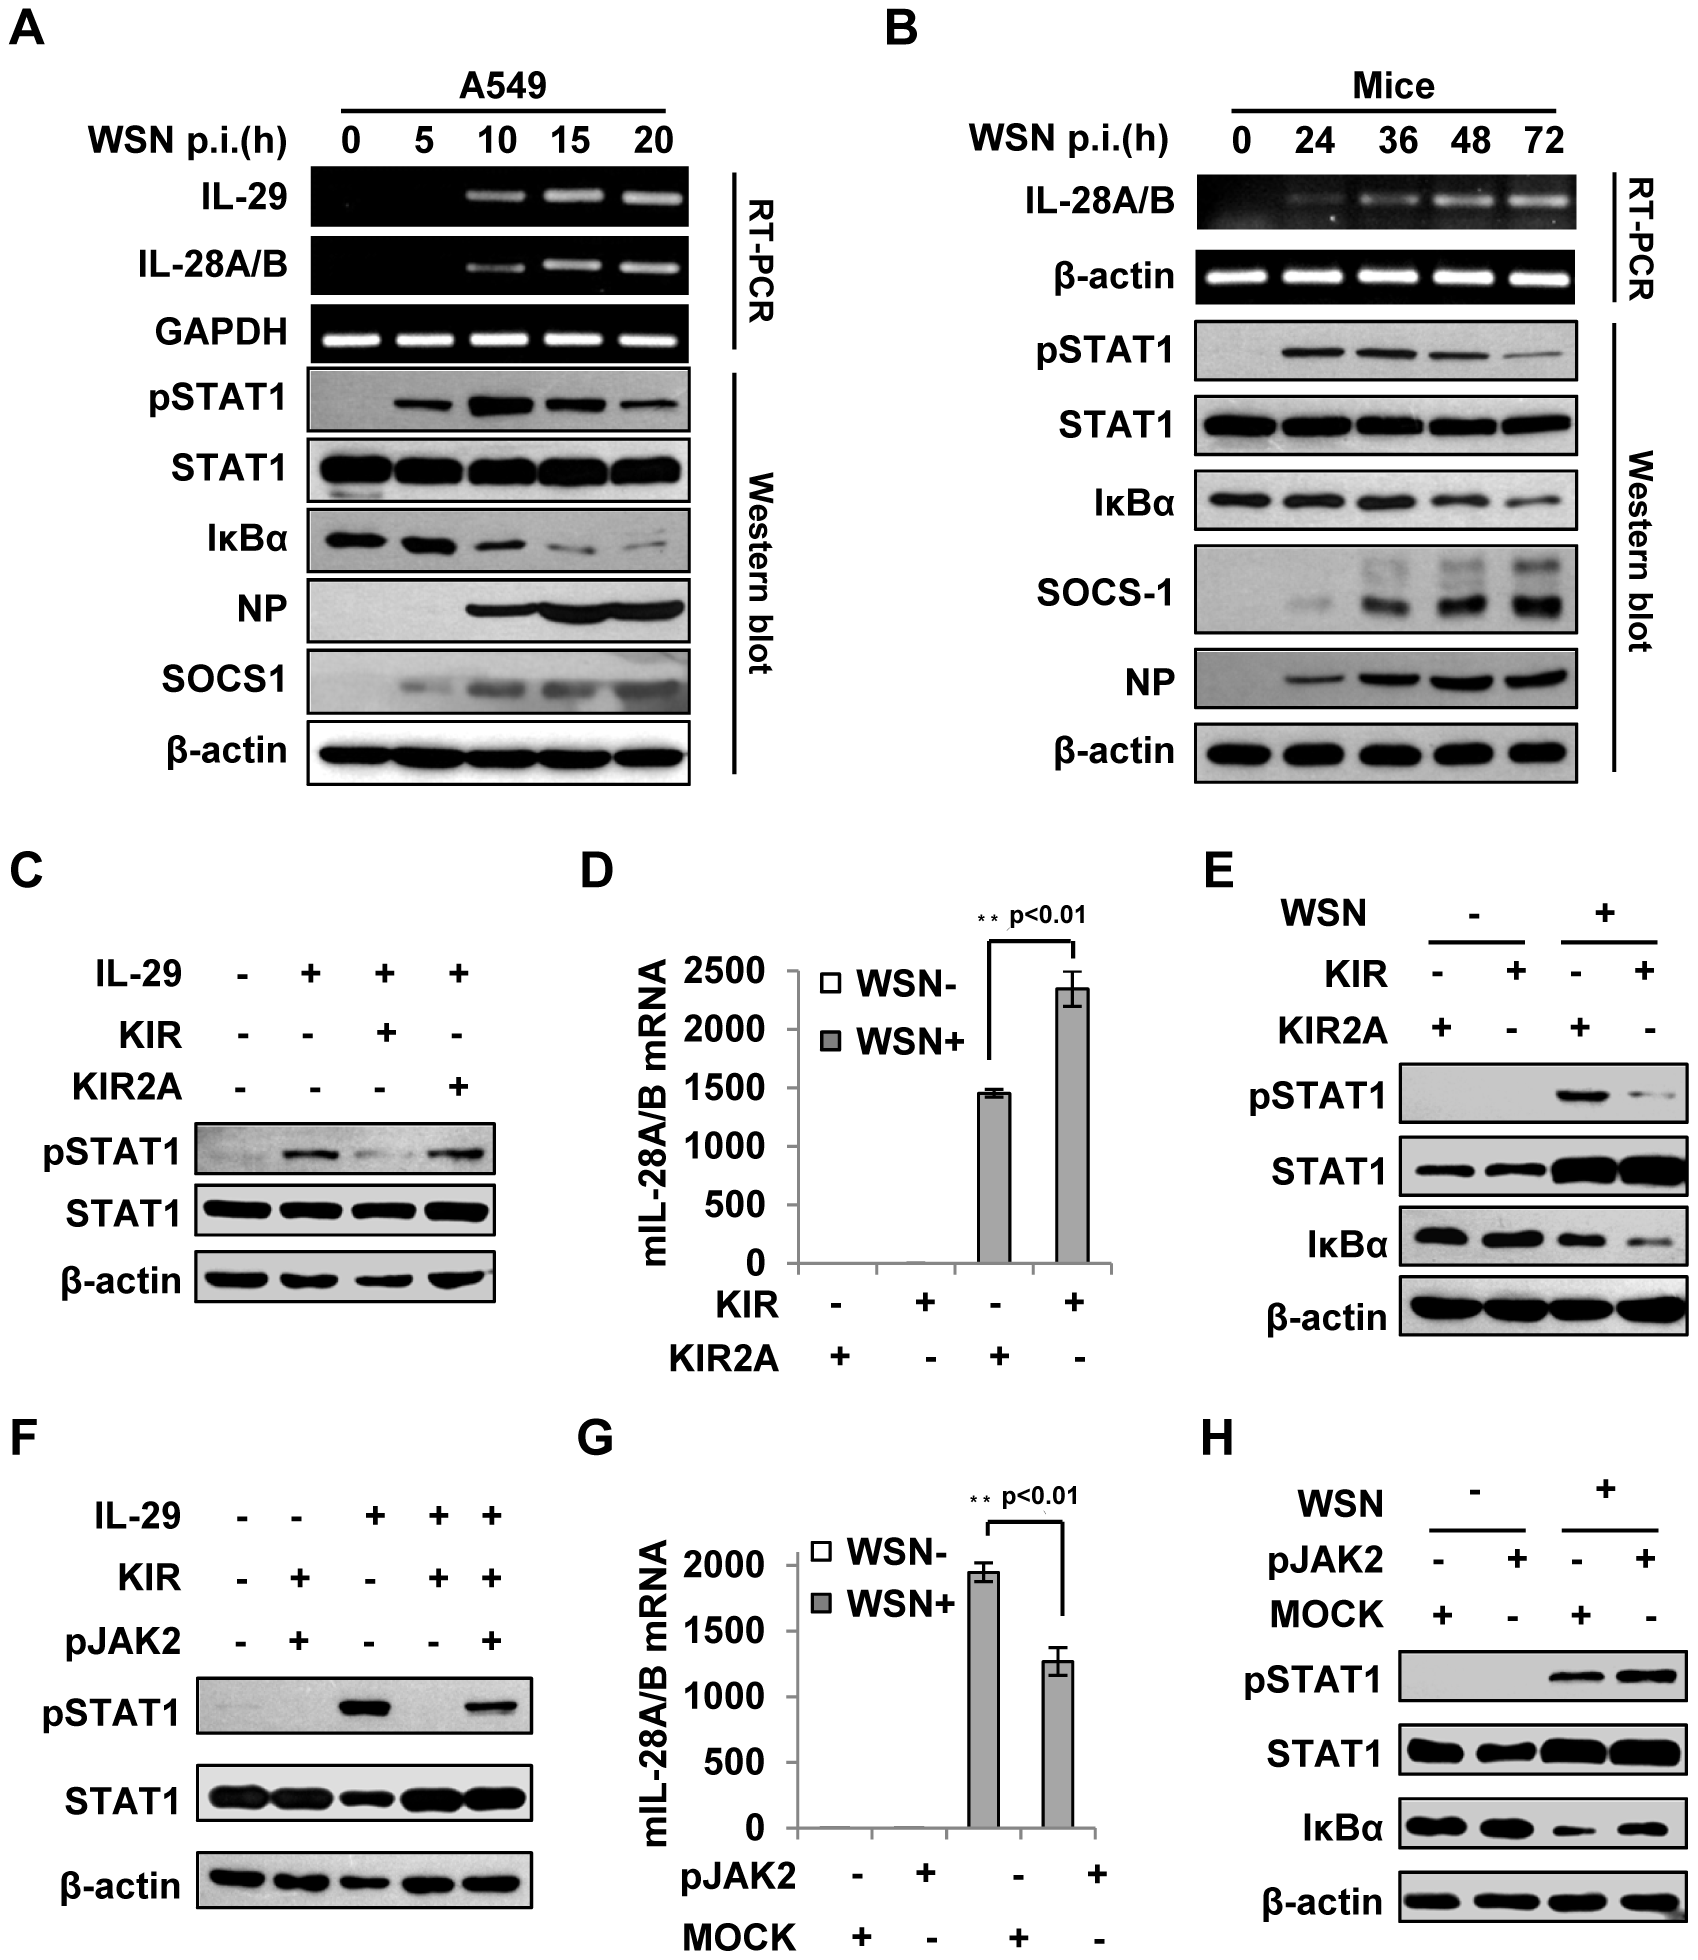 A
A549
WSN p.i.(h) 0 5 10 15 20
IL-29
IL-28A/B
GAPDH
RT-PCR
pSTAT1
STAT1
IκBα
NP
SOCS1
β-actin
Western blot
B
Mice
WSN p.i.(h) 0 24 36 48 72
IL-28A/B
β-actin
RT-PCR
pSTAT1
STAT1
IκBα
SOCS-1
NP
β-actin
Western blot
C
IL-29 - + + +
KIR - - + -
KIR2A - - - +
pSTAT1
STAT1
β-actin
D
** p<0.01
mIL-28A/B mRNA
2500
2000
1500
1000
500
0
WSN-
WSN+
KIR - + - +
KIR2A + - + -
E
WSN - +
KIR - + - +
KIR2A + - + -
pSTAT1
STAT1
IκBα
β-actin
F
IL-29 - - + + +
KIR - + - + +
pJAK2 - + - - +
pSTAT1
STAT1
β-actin
G
** p<0.01
mIL-28A/B mRNA
2000
1500
1000
500
0
WSN-
WSN+
pJAK2 - + - +
MOCK + - + -
H
WSN - +
pJAK2 - + - +
MOCK + - + -
pSTAT1
STAT1
IκBα
β-actin